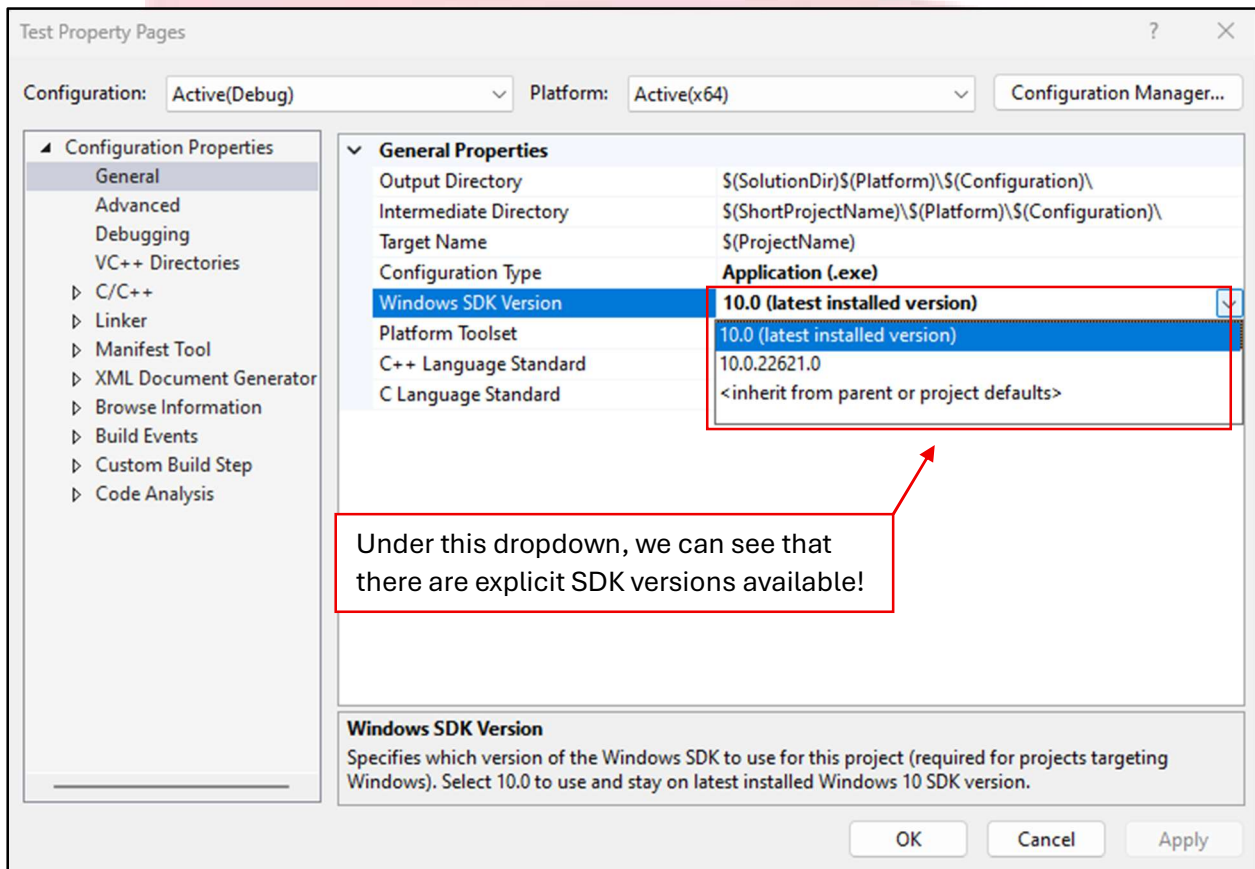 Test Property Pages ?
Configuration: Active(Debug) Platform: Active(x64) Configuration Manager...
Configuration Properties
General
Advanced
Debugging
VC++ Directories
C/C++
Linker
Manifest Tool
XML Document Generator
Browse Information
Build Events
Custom Build Step
Code Analysis
General Properties
Output Directory $(SolutionDir)$(Platform)\$(Configuration)\
Intermediate Directory $(ShortProjectName)\$(Platform)\$(Configuration)\
Target Name $(ProjectName)
Configuration Type Application (.exe)
Windows SDK Version 10.0 (latest installed version)
Platform Toolset
C++ Language Standard
C Language Standard
10.0 (latest installed version)
10.0.22621.0
<inherit from parent or project defaults>
Under this dropdown, we can see that
there are explicit SDK versions available!
Windows SDK Version
Specifies which version of the Windows SDK to use for this project (required for projects targeting
Windows). Select 10.0 to use and stay on latest installed Windows 10 SDK version.
OK Cancel Apply